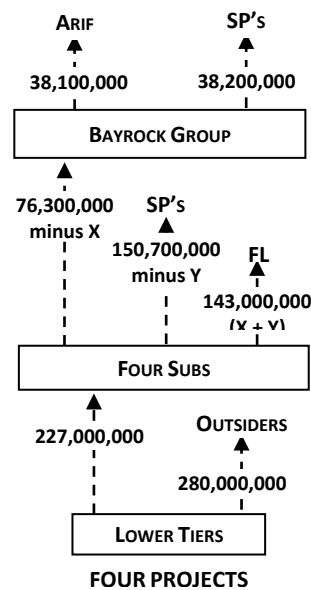 ARIF
SP'S
38,100,000
38,200,000
BAYROCK GROUP
76,300,000
minus X
SP'S
150,700,000
minus Y
FL
143,000,000
(X + Y)
FOUR SUBS
227,000,000
OUTSIDERS
280,000,000
LOWER TIERS
FOUR PROJECTS